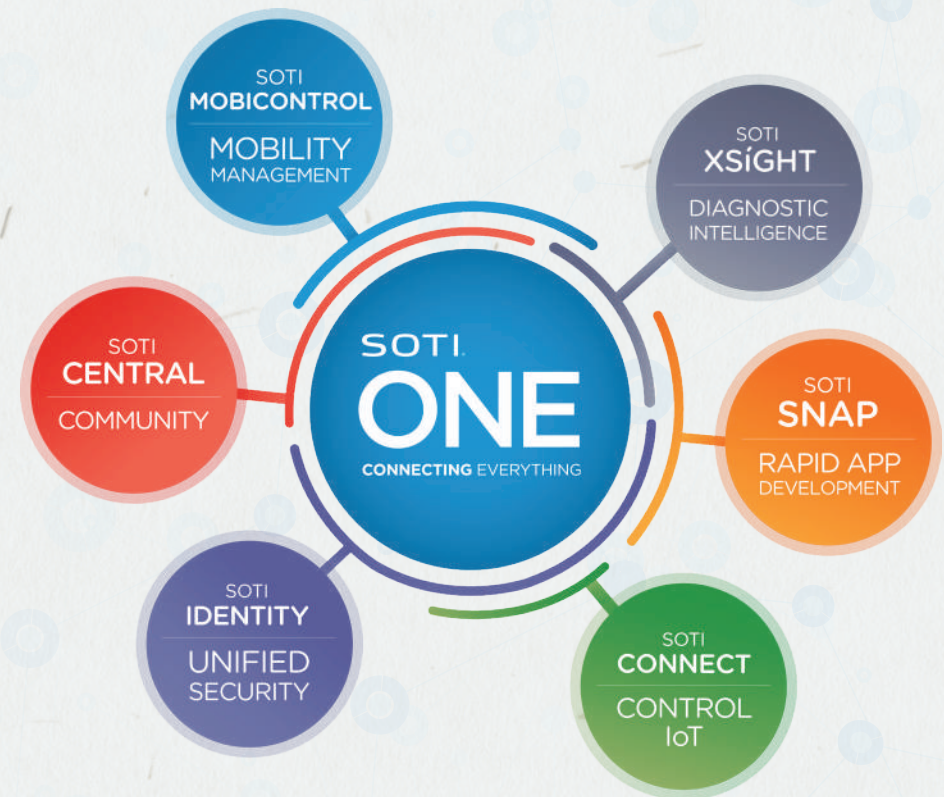 SOTI
MOBICONTROL
MOBILITY
MANAGEMENT
SOTI
XSíGHT
DIAGNOSTIC
INTELLIGENCE
SOTI
CENTRAL
COMMUNITY
SOTI.
ONE
CONNECTING EVERYTHING
SOTI
SNAP
RAPID APP
DEVELOPMENT
SOTI
IDENTITY
UNIFIED
SECURITY
SOTI
CONNECT
CONTROL
IoT